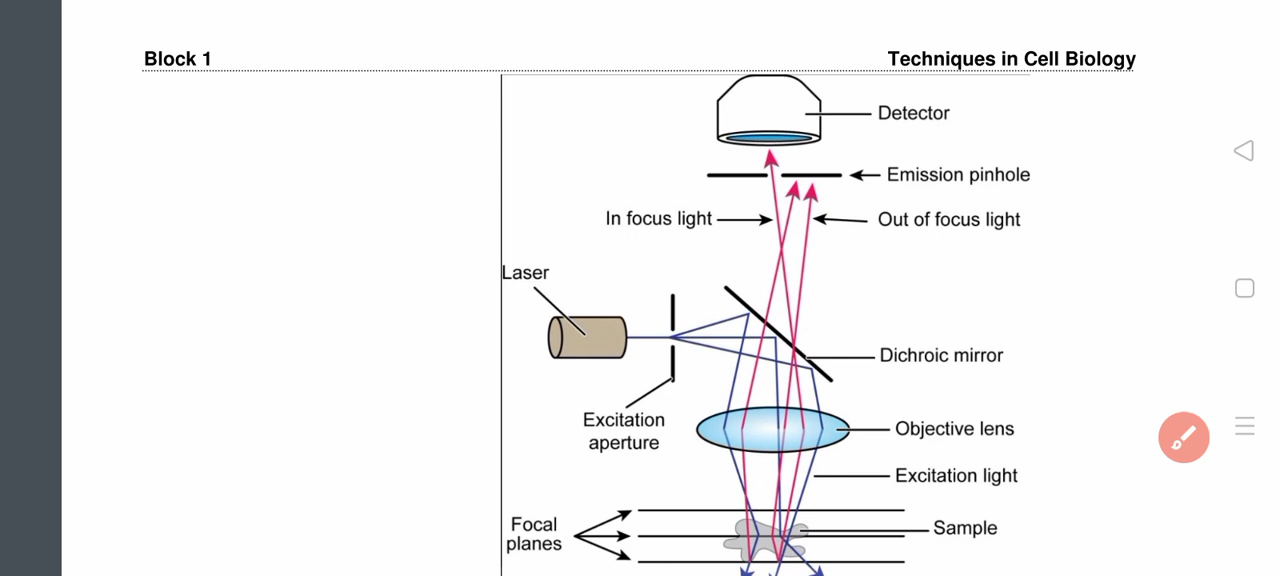 Block 1
Techniques in Cell Biology
Detector
Emission pinhole
In focus light
Out of focus light
Laser
Dichroic mirror
Excitation
aperture
Objective lens
Excitation light
Focal
planes
Sample